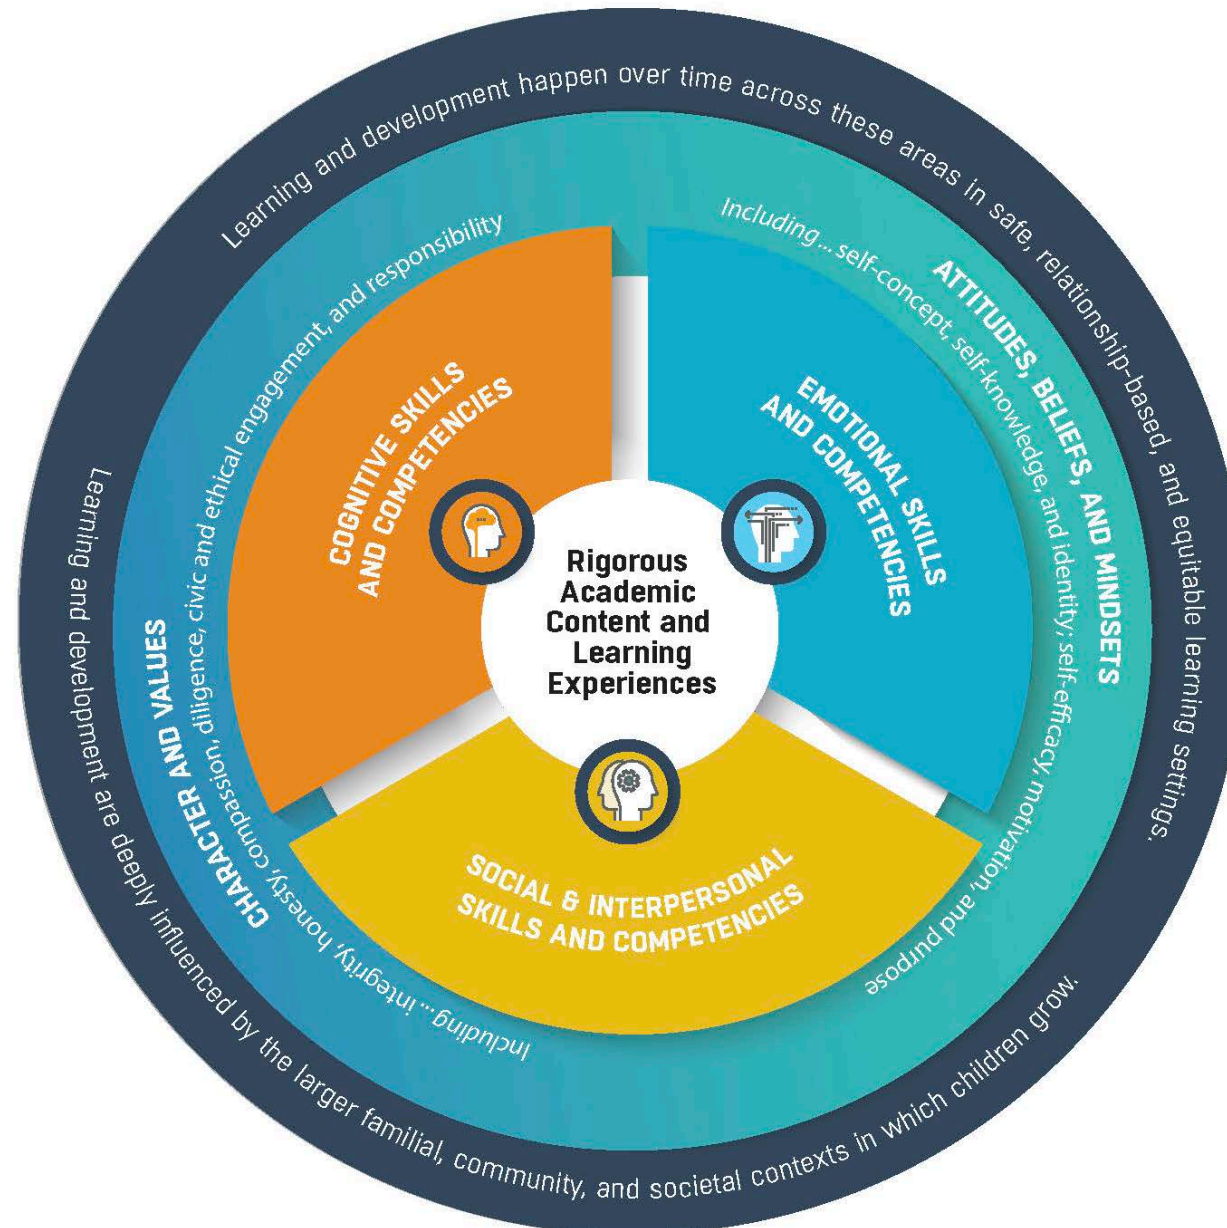 Learning and development happen over time across these areas in safe, relationship-based, and equitable learning settings.
Including... self-concept, self-knowledge, and identity; self-efficacy, motivation, and purpose
ATTITUDES, BELIEFS, AND MINDSETS
COGNITIVE SKILLS
AND COMPETENCIES
EMOTIONAL SKILLS
AND COMPETENCIES
Rigorous
Academic
Content and
Learning
Experiences
SOCIAL & INTERPERSONAL
SKILLS AND COMPETENCIES
CHARACTER AND VALUES
Including... integrity, honesty, compassion, diligence, civic and ethical engagement, and responsibility
Learning and development are deeply influenced by the larger familial, community, and societal contexts in which children grow.